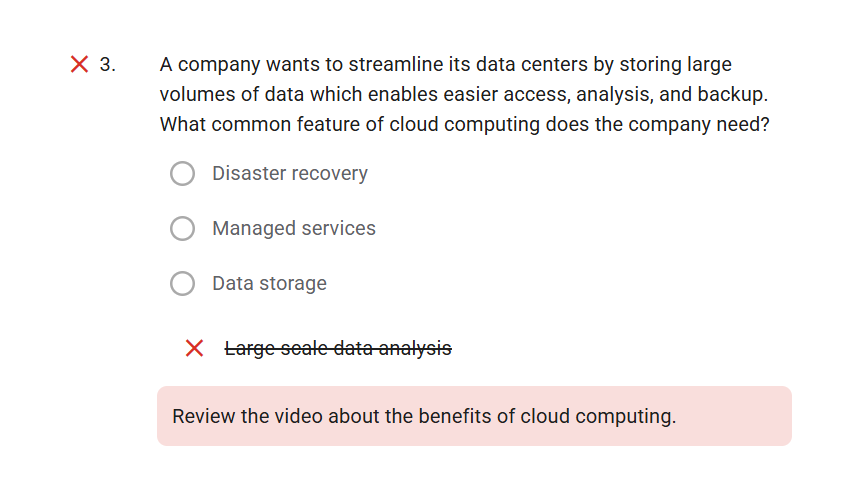 3. A company wants to streamline its data centers by storing large
volumes of data which enables easier access, analysis, and backup.
What common feature of cloud computing does the company need?
Disaster recovery
Managed services
Data storage
Large scale data analysis
Review the video about the benefits of cloud computing.